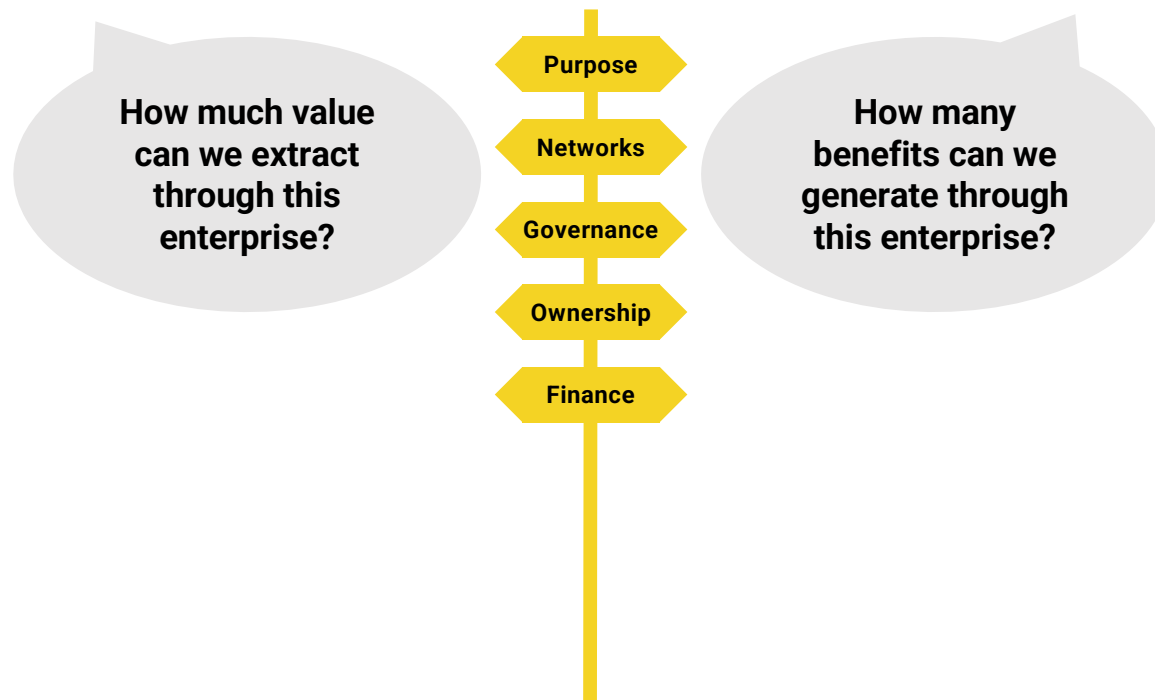 How much value
can we extract
through this
enterprise?
Purpose
Networks
Governance
Ownership
Finance
How many
benefits can we
generate through
this enterprise?